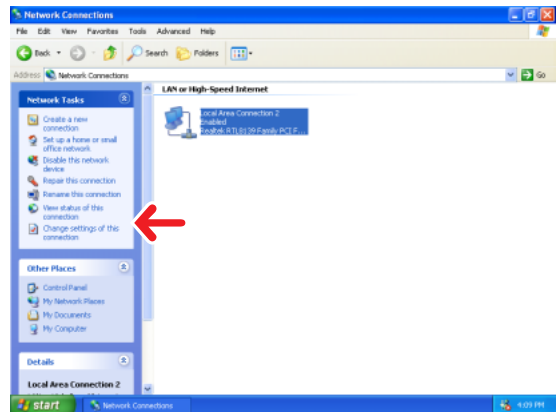 Network Connections
File Edit View Favorites Tools Advanced Help
Back Search Folders
Address Network Connections Go
Network Tasks
Create a new
connection
Set up a home or small
office network
Disable this network
device
Repair this connection
Rename this connection
View status of this
connection
Change settings of this
connection
Other Places
Control Panel
My Network Places
My Documents
My Computer
Details
Local Area Connection 2
LAN or High-Speed Internet
Local Area Connection 2
Enabled
Realtek RTL8139 Family PCI F...
start Network Connections 4:09 PM